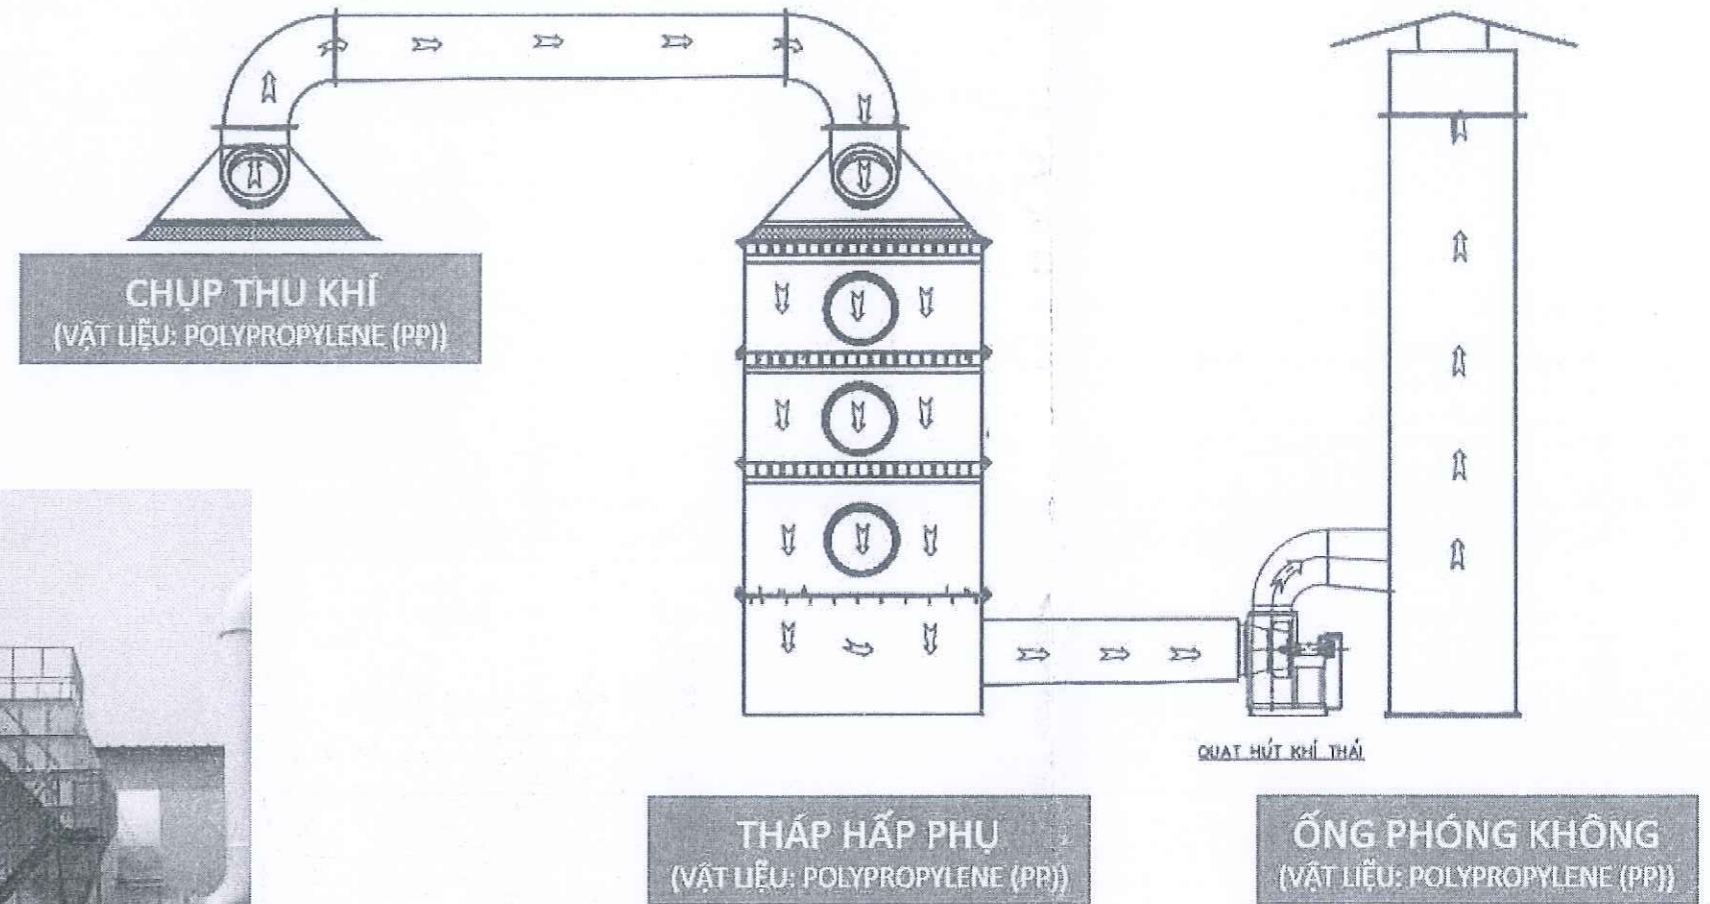 CHỤP THU KHÍ
(VẬT LIỆU: POLYPROPYLENE (PP))
QUẠT HÚT KHÍ THẢI
THÁP HẤP PHỤ
(VẬT LIỆU: POLYPROPYLENE (PP))
ỐNG PHÓNG KHÔNG
(VẬT LIỆU: POLYPROPYLENE (PP))